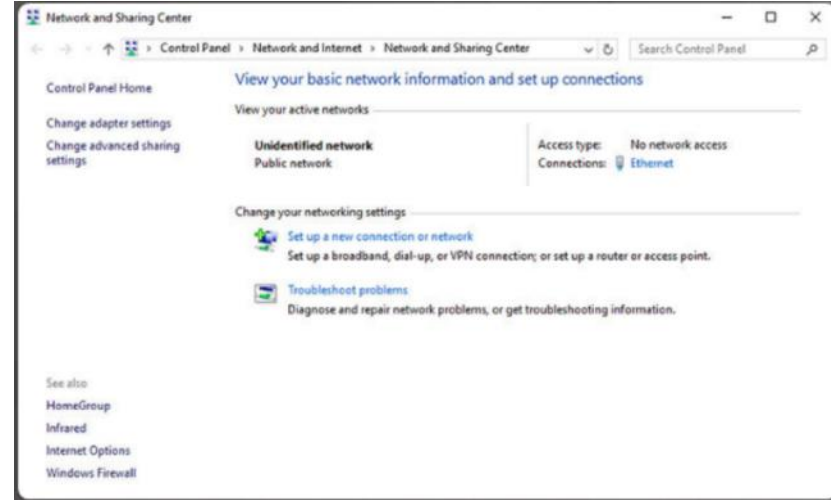 Network and Sharing Center
Control Panel > Network and Internet > Network and Sharing Center
Search Control Panel
Control Panel Home
Change adapter settings
Change advanced sharing
settings
View your basic network information and set up connections
View your active networks
Unidentified network
Public network
Access type: No network access
Connections: Ethernet
Change your networking settings
Set up a new connection or network
Set up a broadband, dial-up, or VPN connection; or set up a router or access point.
Troubleshoot problems
Diagnose and repair network problems, or get troubleshooting information.
See also
HomeGroup
Infrared
Internet Options
Windows Firewall